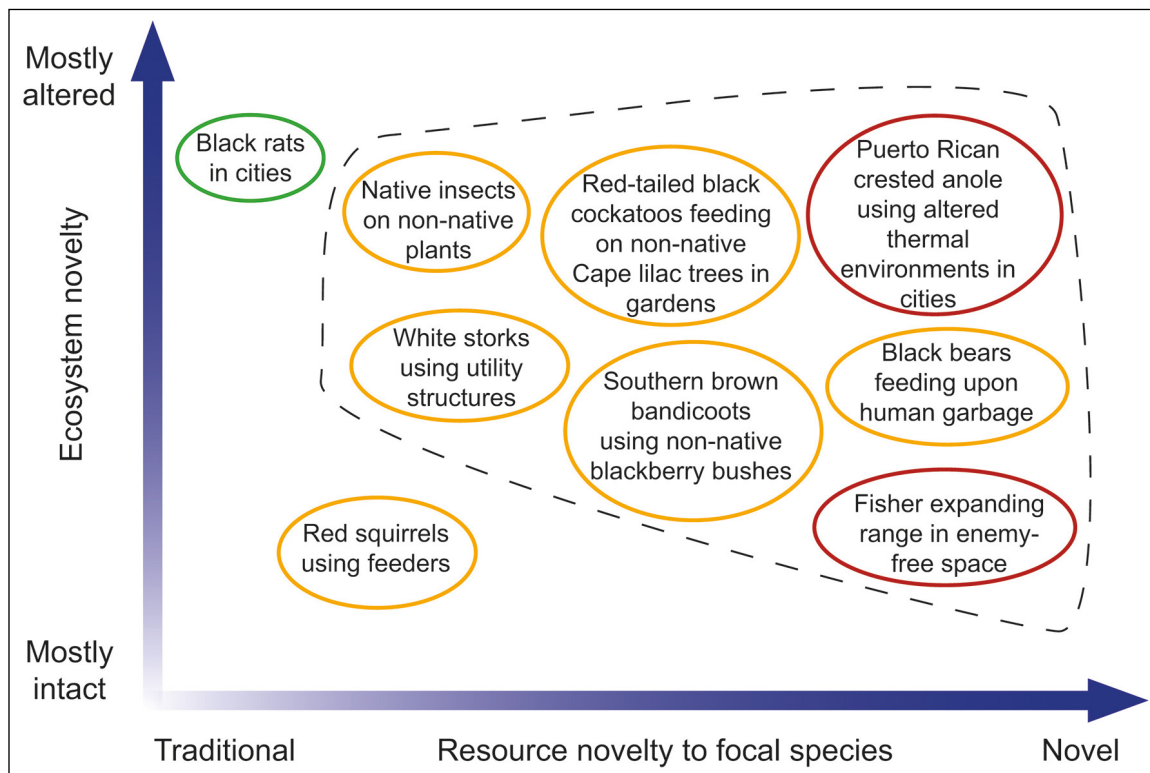 Mostly
altered
Ecosystem novelty
Mostly
intact
Black rats
in cities
Native insects
on non-native
plants
Red-tailed black
cockatoos feeding
on non-native
Cape lilac trees in
gardens
Puerto Rican
crested anole
using altered
thermal
environments in
cities
White storks
using utility
structures
Southern brown
bandicoots
using non-native
blackberry bushes
Black bears
feeding upon
human garbage
Red squirrels
using feeders
Fisher expanding
range in enemy-
free space
Traditional
Resource novelty to focal species
Novel